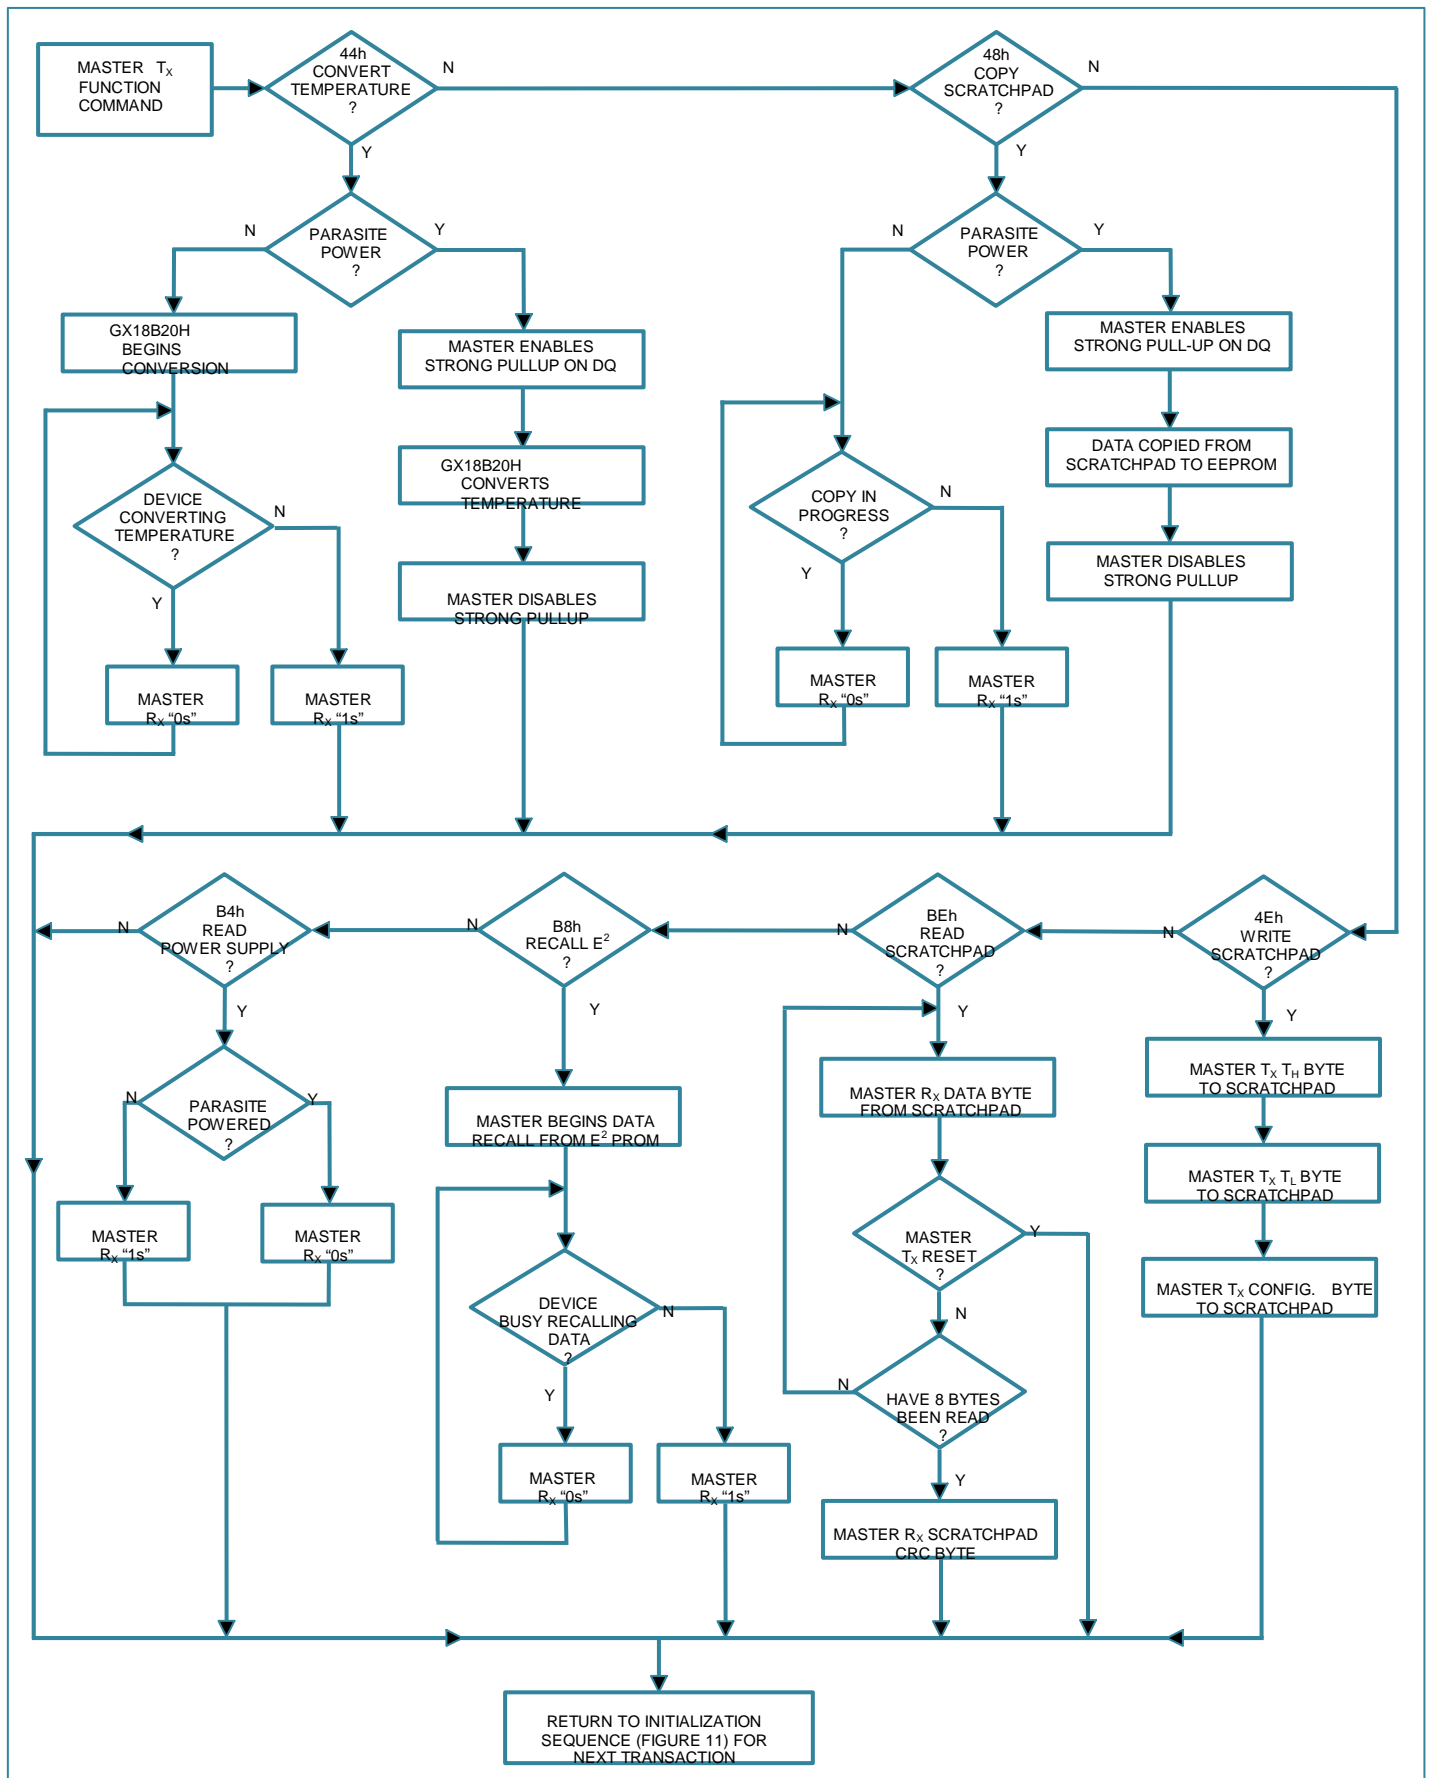 MASTER TX
FUNCTION
COMMAND
44h
CONVERT
TEMPERATURE
?
N
Y
48h
COPY
SCRATCHPAD
?
N
Y
PARASITE
POWER
?
N
Y
GX18B20H
BEGINS
CONVERSION
MASTER ENABLES
STRONG PULLUP ON DQ
GX18B20H
CONVERTS
TEMPERATURE
MASTER DISABLES
STRONG PULLUP
DEVICE
CONVERTING
TEMPERATURE
?
N
Y
MASTER
RX “0s”
MASTER
RX “1s”
PARASITE
POWER
?
N
Y
MASTER ENABLES
STRONG PULL-UP ON DQ
DATA COPIED FROM
SCRATCHPAD TO EEPROM
MASTER DISABLES
STRONG PULLUP
COPY IN
PROGRESS
?
N
Y
MASTER
RX “0s”
MASTER
RX “1s”
4Eh
WRITE
SCRATCHPAD
?
N
Y
MASTER TX TH BYTE
TO SCRATCHPAD
MASTER TX TL BYTE
TO SCRATCHPAD
MASTER TX CONFIG. BYTE
TO SCRATCHPAD
BEh
READ
SCRATCHPAD
?
N
Y
MASTER RX DATA BYTE
FROM SCRATCHPAD
MASTER
TX RESET
?
Y
N
HAVE 8 BYTES
BEEN READ
?
N
Y
MASTER RX SCRATCHPAD
CRC BYTE
B8h
RECALL E2
?
N
Y
MASTER BEGINS DATA
RECALL FROM E2 PROM
DEVICE
BUSY RECALLING
DATA
?
N
Y
MASTER
RX “0s”
MASTER
RX “1s”
B4h
READ
POWER SUPPLY
?
N
Y
PARASITE
POWERED
?
N
Y
MASTER
RX “1s”
MASTER
RX “0s”
RETURN TO INITIALIZATION
SEQUENCE (FIGURE 11) FOR
NEXT TRANSACTION